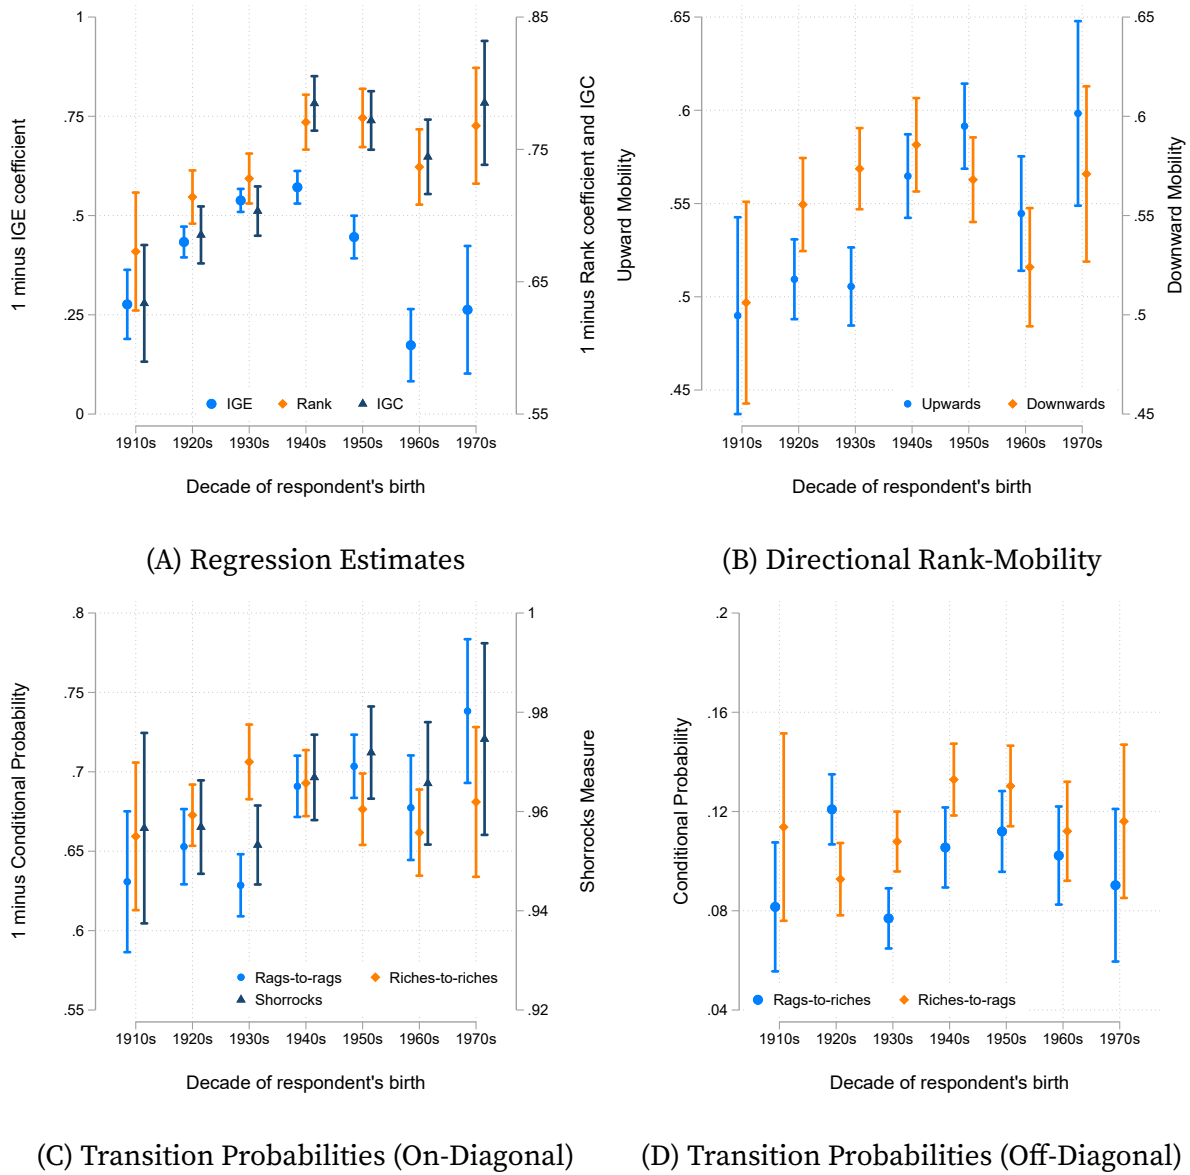 1
.75
.5
.25
0
1 minus IGE coefficient
.85
.75
.65
.55
1 minus Rank coefficient and IGC
IGE Rank IGC
1910s 1920s 1930s 1940s 1950s 1960s 1970s
Decade of respondent's birth
(A) Regression Estimates
.65
.6
.55
.5
.45
Upward Mobility
.65
.6
.55
.5
.45
Downward Mobility
Upwards Downwards
1910s 1920s 1930s 1940s 1950s 1960s 1970s
Decade of respondent's birth
(B) Directional Rank-Mobility
.8
.75
.7
.65
.6
.55
1 minus Conditional Probability
1
.98
.96
.94
.92
Shorrocks Measure
Rags-to-rags Riches-to-riches
Shorrocks
1910s 1920s 1930s 1940s 1950s 1960s 1970s
Decade of respondent's birth
(C) Transition Probabilities (On-Diagonal)
.2
.16
.12
.08
.04
Conditional Probability
Rags-to-riches Riches-to-rags
1910s 1920s 1930s 1940s 1950s 1960s 1970s
Decade of respondent's birth
(D) Transition Probabilities (Off-Diagonal)